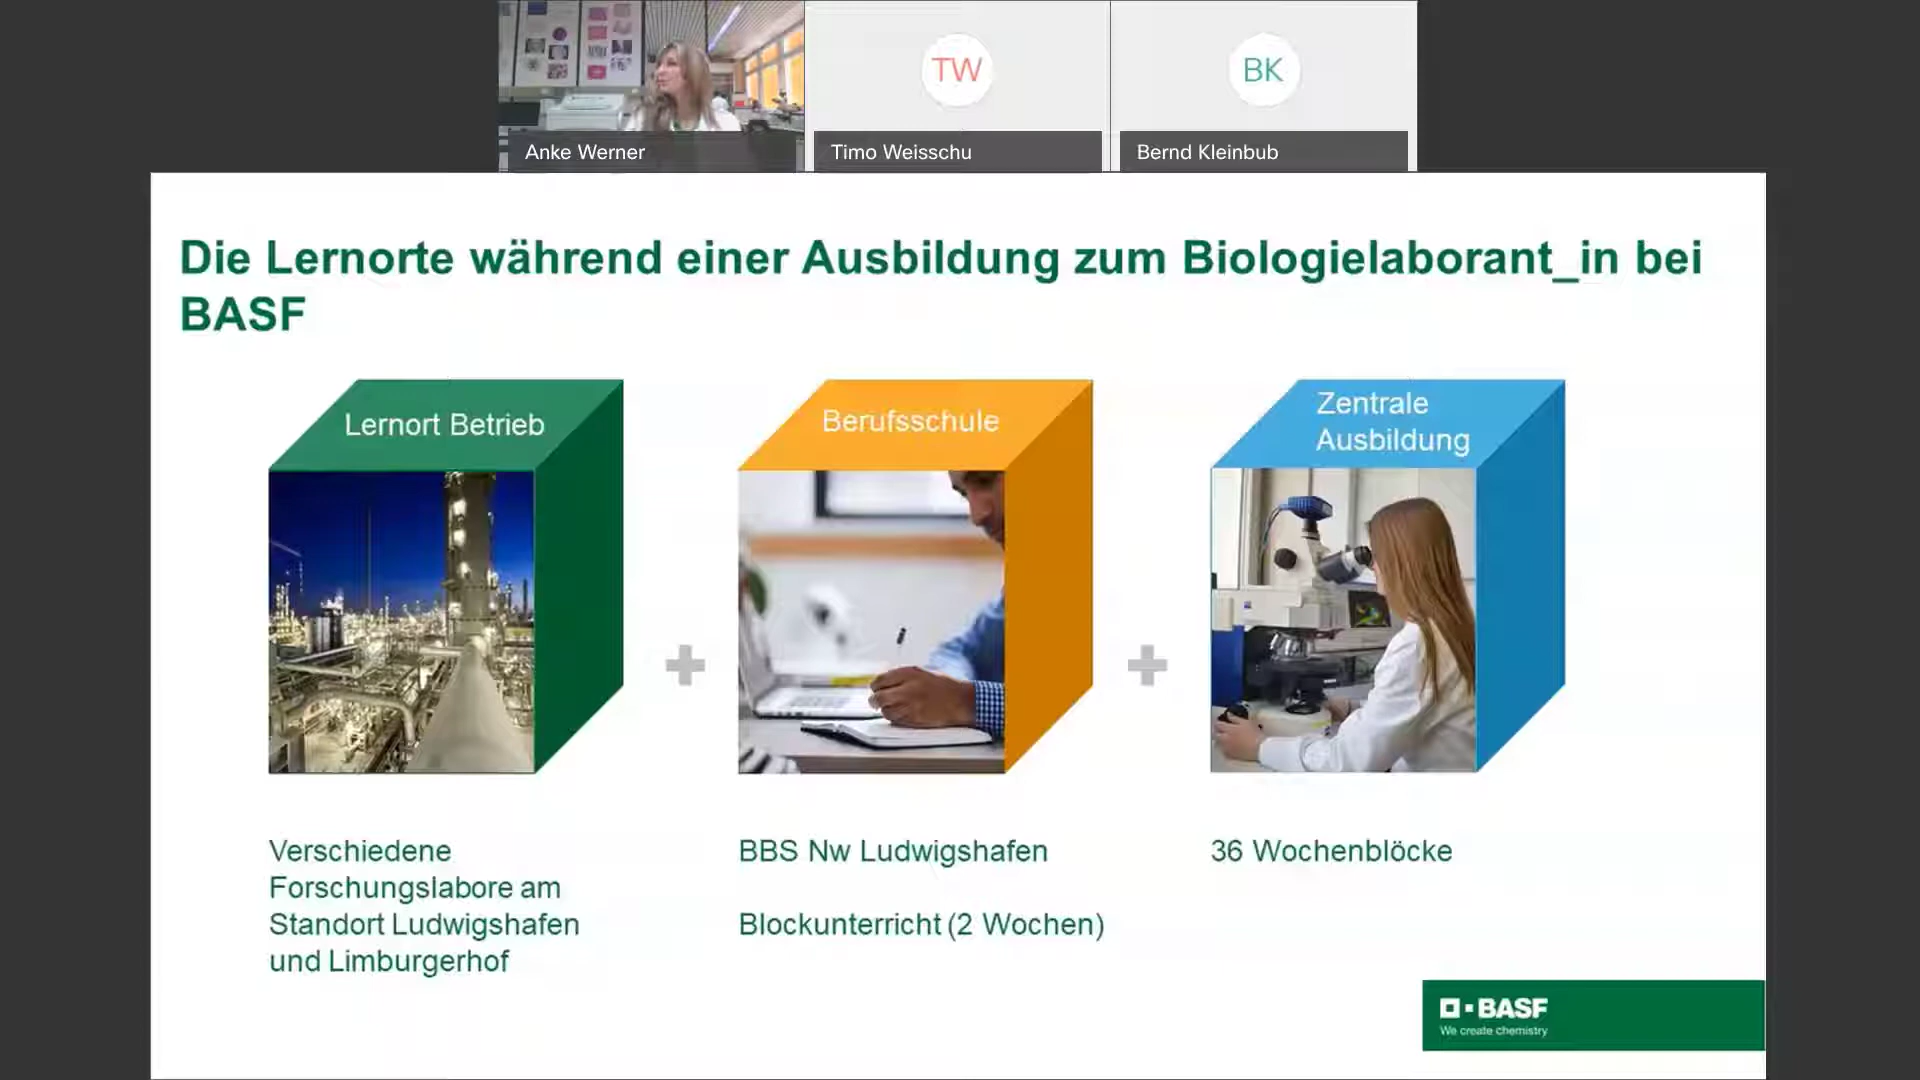 TW
BK
Anke Werner
Timo Weisschu
Bernd Kleinbub
Die Lernorte während einer Ausbildung zum Biologielaborant_in bei
BASF
Lernort Betrieb
Berufsschule
Zentrale
Ausbildung
Verschiedene
Forschungslabore am
Standort Ludwigshafen
und Limburgerhof
BBS Nw Ludwigshafen
Blockunterricht (2 Wochen)
36 Wochenblöcke
BASF
We create chemistry